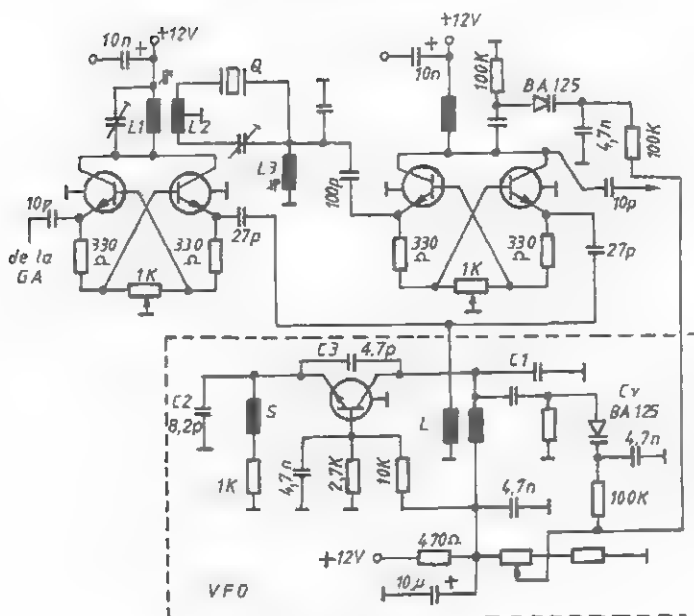 10n
+
+12V
Q
L1
L2
L3
100p
10p
de la
GA
330
Ω
330
Ω
27p
1K
+12V
+
10n
100K
BA 125
4,7n
100K
10p
330
Ω
330
Ω
27p
1K
C3
4,7p
C1
C2
8,2p
S
L
Cv
BA125
4,7n
1K
4,7n
2,7K
10K
4,7n
100K
+12V
470Ω
10µ
+
VFO